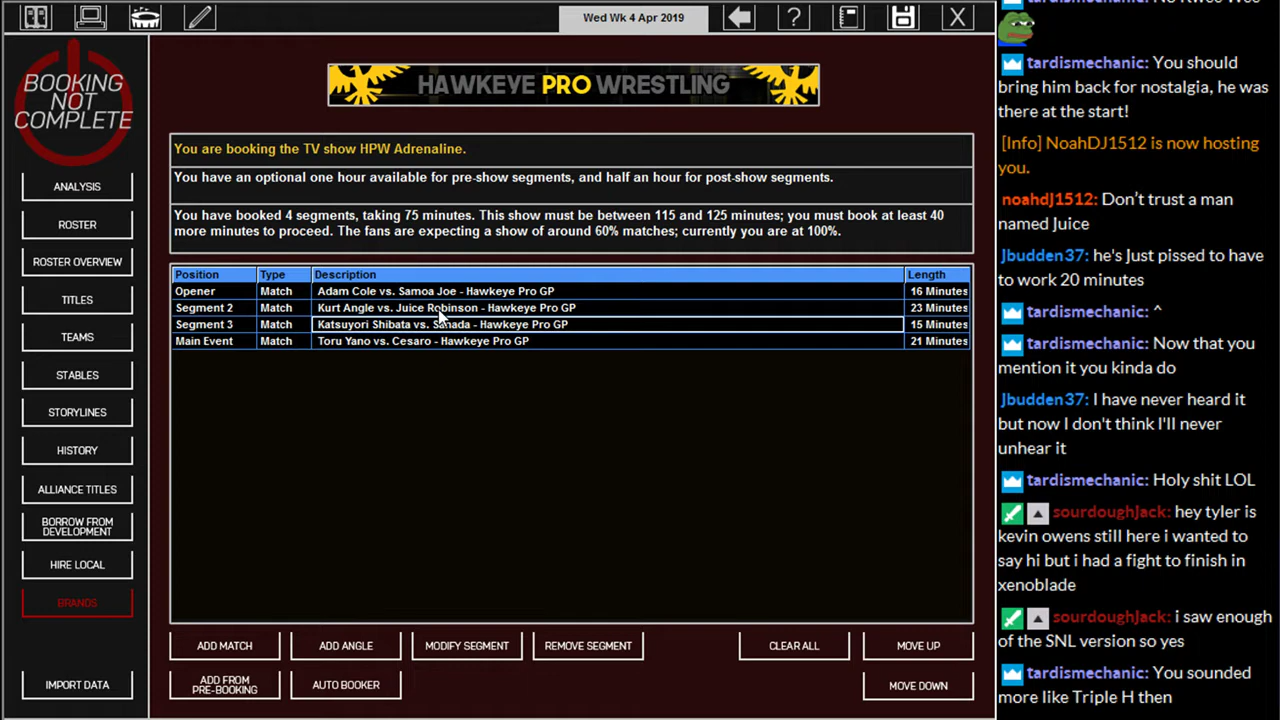 Wed Wk 4 Apr 2019
?
X
BOOKING
NOT
COMPLETE
ANALYSIS
ROSTER
ROSTER OVERVIEW
TITLES
TEAMS
STABLES
STORYLINES
HISTORY
ALLIANCE TITLES
BORROW FROM
DEVELOPMENT
HIRE LOCAL
BRANDS
IMPORT DATA
HAWKEYE PRO WRESTLING
You are booking the TV show HPW Adrenaline.
You have an optional one hour available for pre-show segments, and half an hour for post-show segments.
You have booked 4 segments, taking 75 minutes. This show must be between 115 and 125 minutes; you must book at least 40
more minutes to proceed. The fans are expecting a show of around 60% matches; currently you are at 100%.
Position Type Description Length
Opener Match Adam Cole vs. Samoa Joe - Hawkeye Pro GP 16 Minutes
Segment 2 Match Kurt Angle vs. Juice Robinson - Hawkeye Pro GP 23 Minutes
Segment 3 Match Katsuyori Shibata vs. Sanada - Hawkeye Pro GP 15 Minutes
Main Event Match Toru Yano vs. Cesaro - Hawkeye Pro GP 21 Minutes
ADD MATCH ADD ANGLE MODIFY SEGMENT REMOVE SEGMENT CLEAR ALL MOVE UP
ADD FROM
PRE-BOOKING
AUTO BOOKER
MOVE DOWN
tardismechanic: You should
bring him back for nostalgia, he was
there at the start!
[Info] NoahDJ1512 is now hosting
you.
noahdj1512: Don't trust a man
named Juice
Jbudden37: he's Just pissed to have
to work 20 minutes
tardismechanic: ^
tardismechanic: Now that you
mention it you kinda do
Jbudden37: I have never heard it
but now I don't think I'll never
unhear it
tardismechanic: Holy shit LOL
sourdoughJack: hey tyler is
kevin owens still here i wanted to
say hi but i had a fight to finish in
xenoblade
sourdoughJack: i saw enough
of the SNL version so yes
tardismechanic: You sounded
more like Triple H then